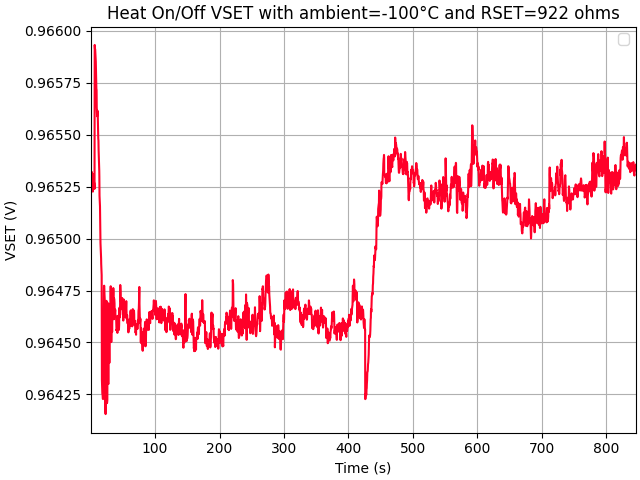 Heat On/Off VSET with ambient=-100°C and RSET=922 ohms
0.96600
0.96575
0.96550
0.96525
0.96500
0.96475
0.96450
0.96425
VSET (V)
100 200 300 400 500 600 700 800
Time (s)